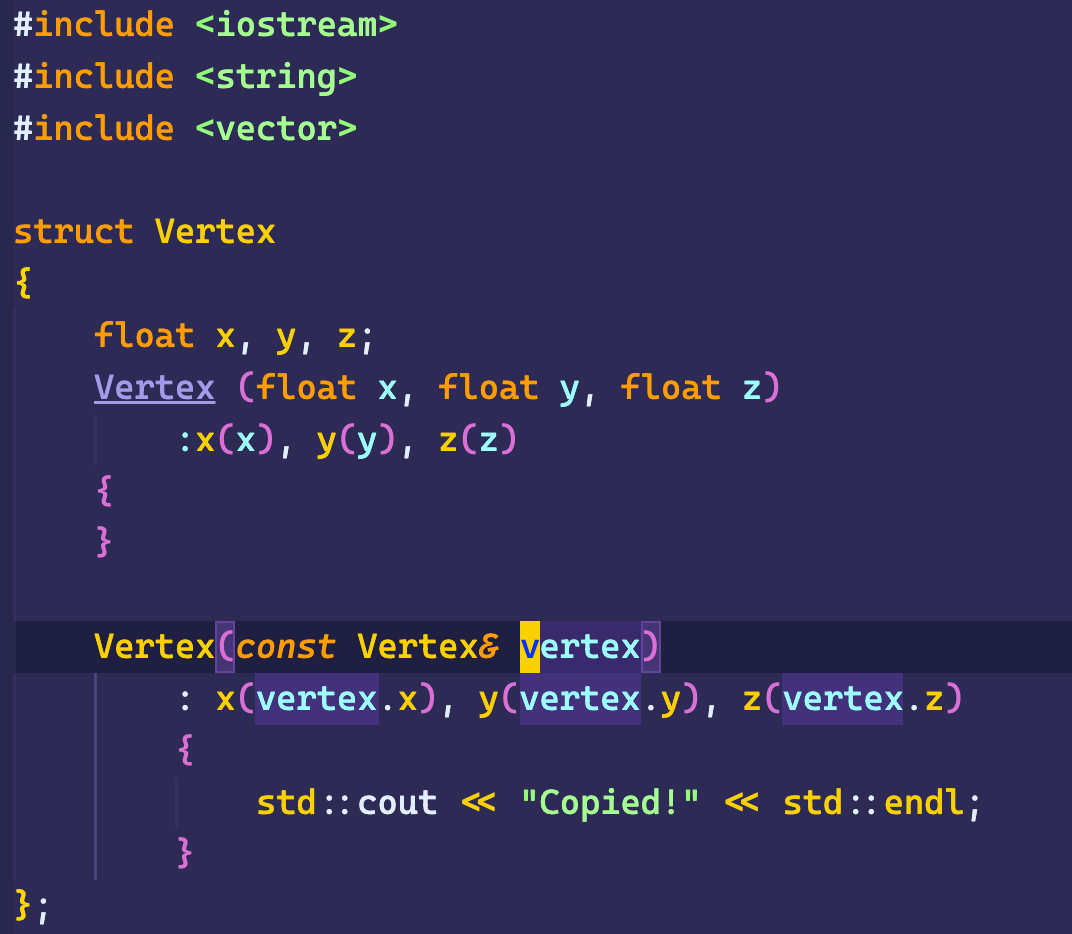 #include <iostream>
#include <string>
#include <vector>
struct Vertex
{
float x, y, z;
Vertex (float x, float y, float z)
:x(x), y(y), z(z)
{
}
Vertex(const Vertex& vertex)
: x(vertex.x), y(vertex.y), z(vertex.z)
{
std::cout << "Copied!" << std::endl;
}
};